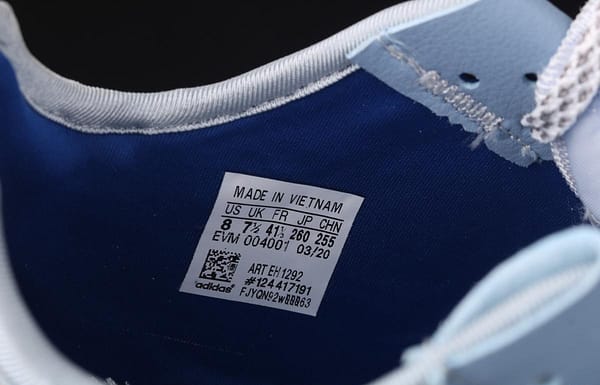 MADE IN VIETNAM
US UK FR JP CHN
8 7½ 41⅓ 260 255
EVM 004001 03/20
ART EH1292
#124417191
adidas